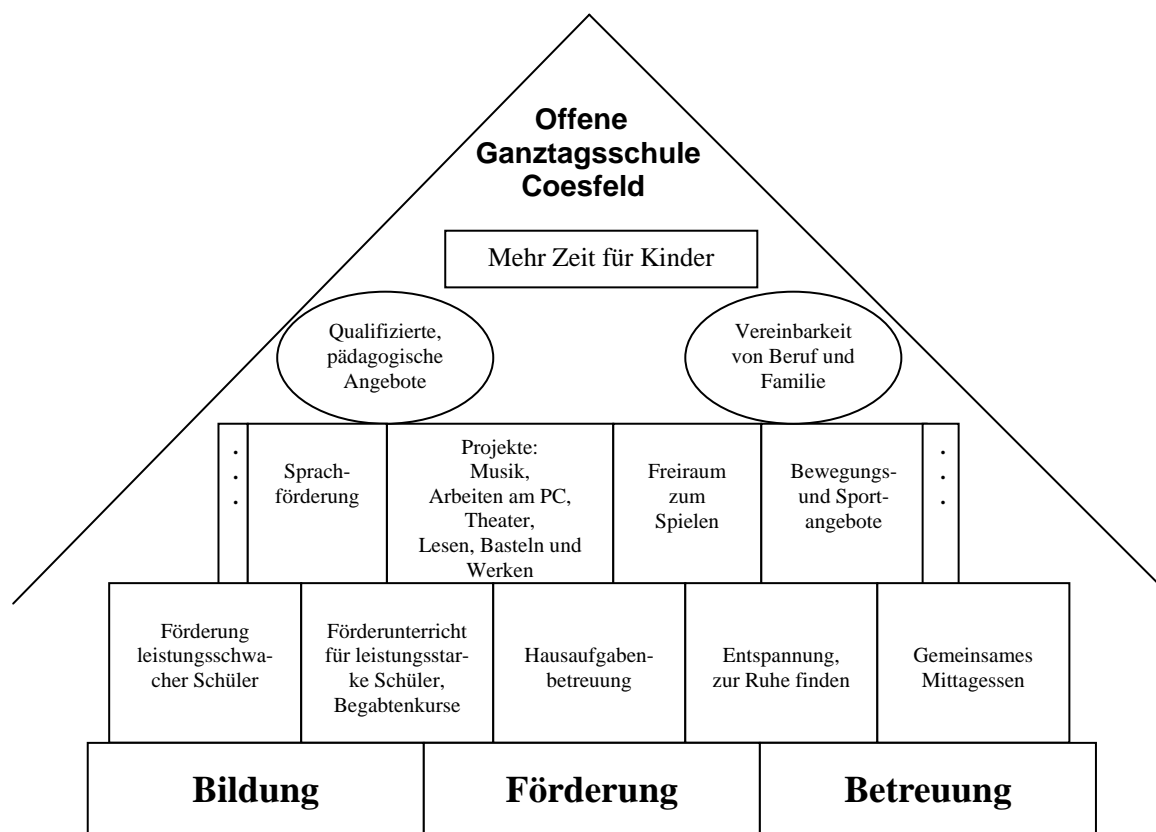 Offene
Ganztagsschule
Coesfeld
Mehr Zeit für Kinder
Qualifizierte,
pädagogische
Angebote
Vereinbarkeit
von Beruf und
Familie
.
.
.
Sprach-
förderung
Projekte:
Musik,
Arbeiten am PC,
Theater,
Lesen, Basteln und
Werken
Freiraum
zum
Spielen
Bewegungs-
und Sport-
angebote
.
.
.
Förderung
leistungsschwa-
cher Schüler
Förderunterricht
für leistungsstar-
ke Schüler,
Begabtenkurse
Hausaufgaben-
betreuung
Entspannung,
zur Ruhe finden
Gemeinsames
Mittagessen
Bildung
Förderung
Betreuung